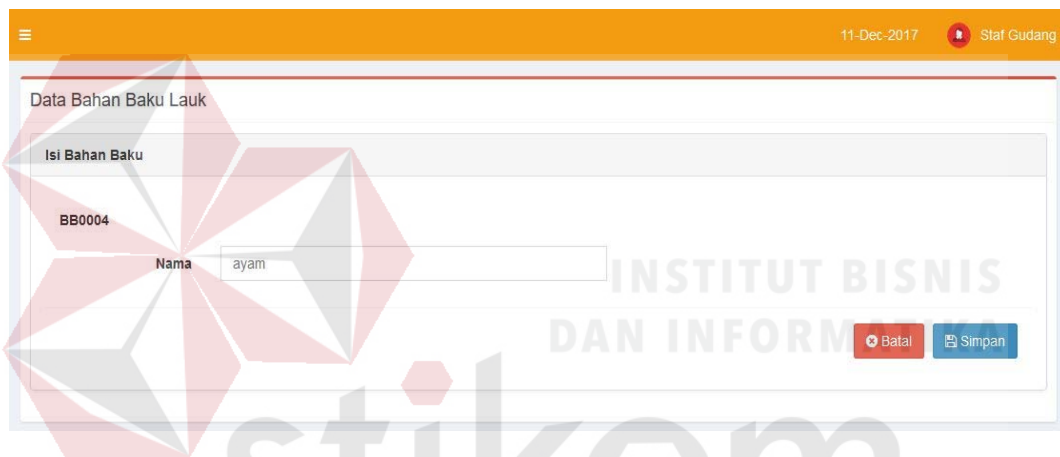 11-Dec-2017 Staf Gudang
Data Bahan Baku Lauk
Isi Bahan Baku
BB0004
Nama ayam
INSTITUT BISNIS
DAN INFORMATIKA
Batal Simpan
stikom